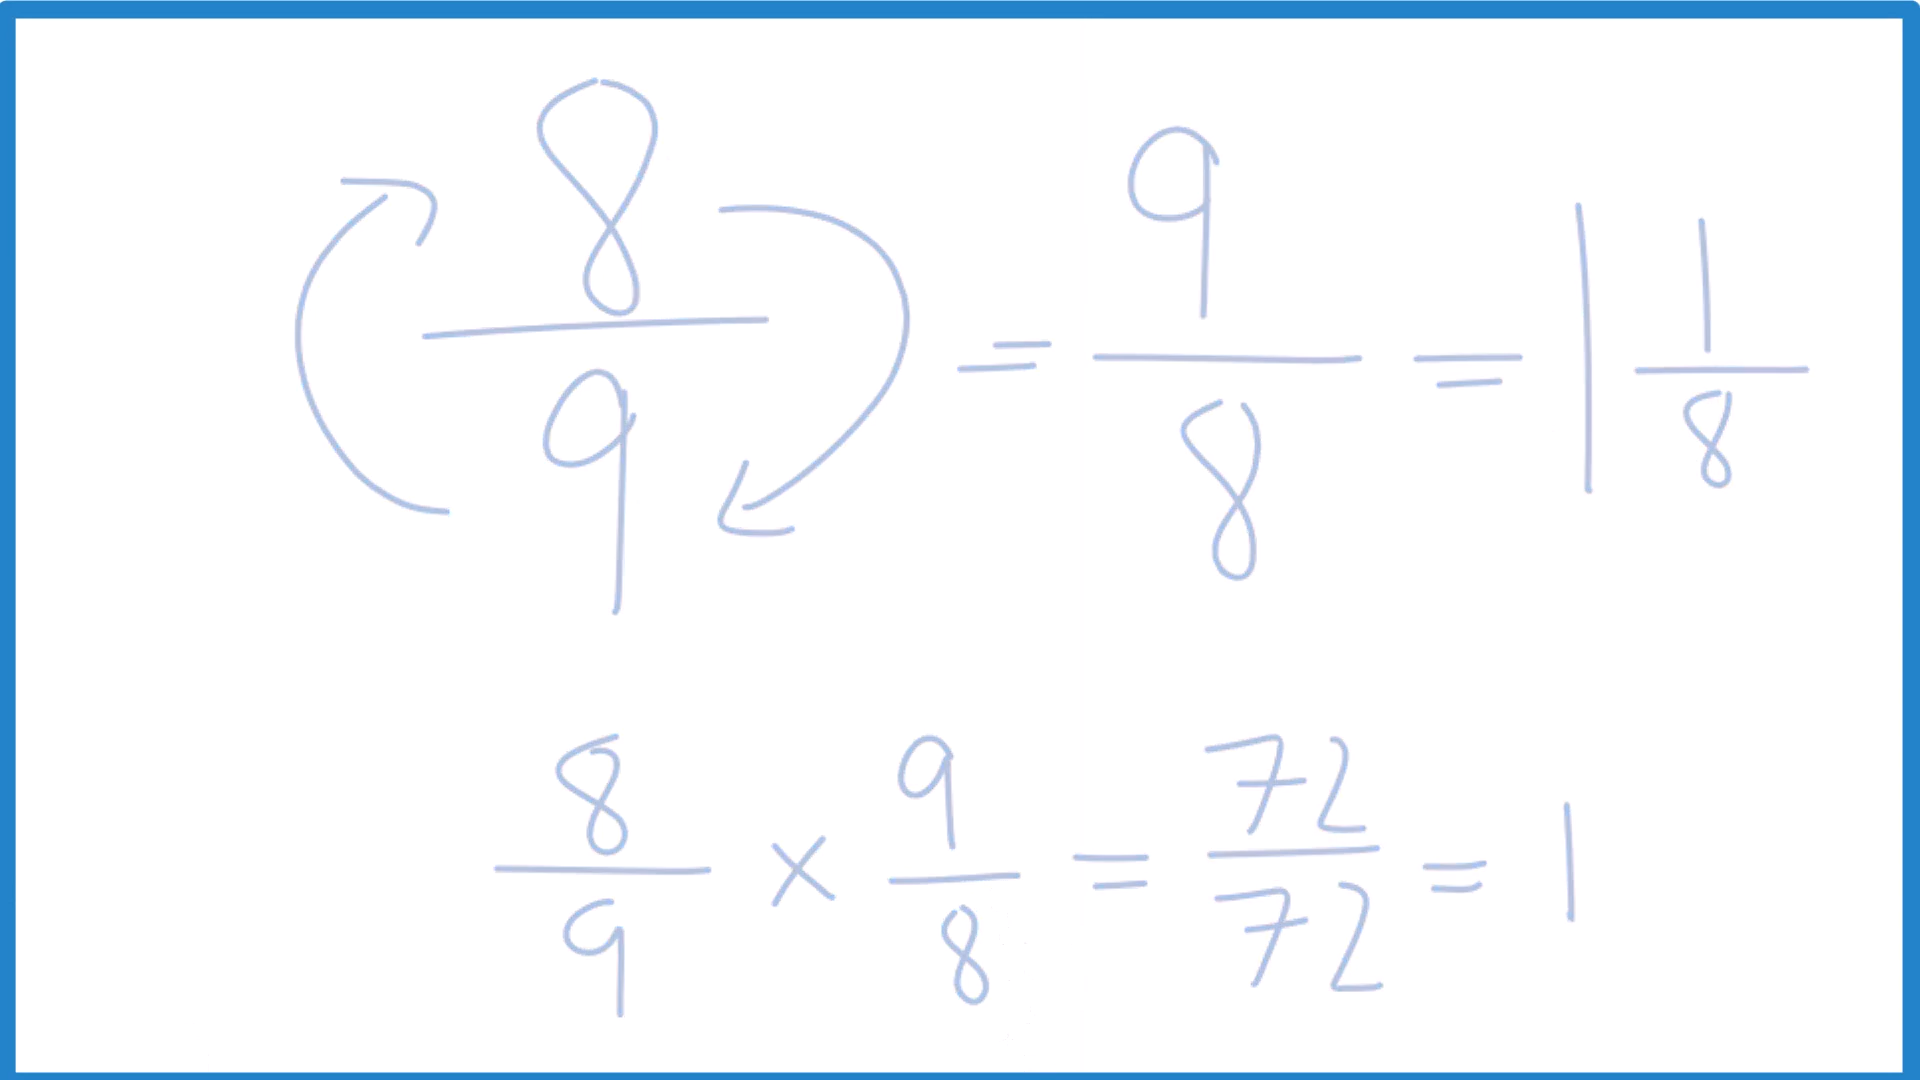 8/9 = 9/8 = 1 1/8
8/9 × 9/8 = 72/72 = 1